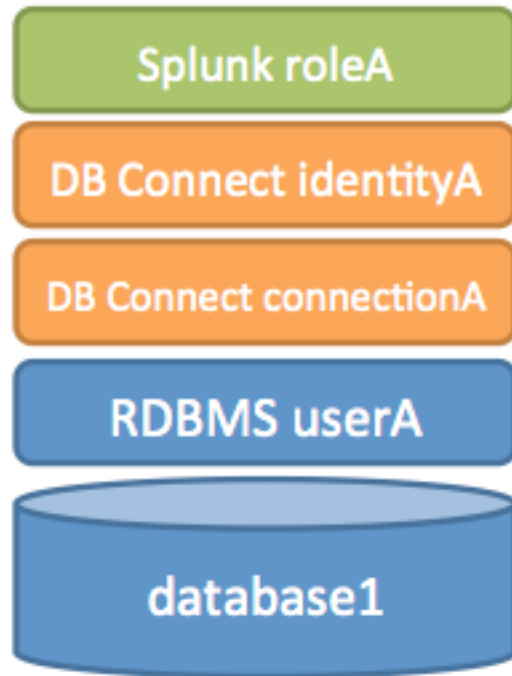 Splunk roleA
DB Connect identityA
DB Connect connectionA
RDBMS userA
database1